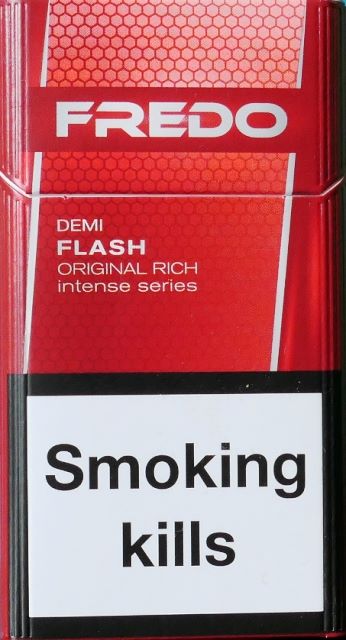 FREDO
DEMI
FLASH
ORIGINAL RICH
intense series
Smoking
kills